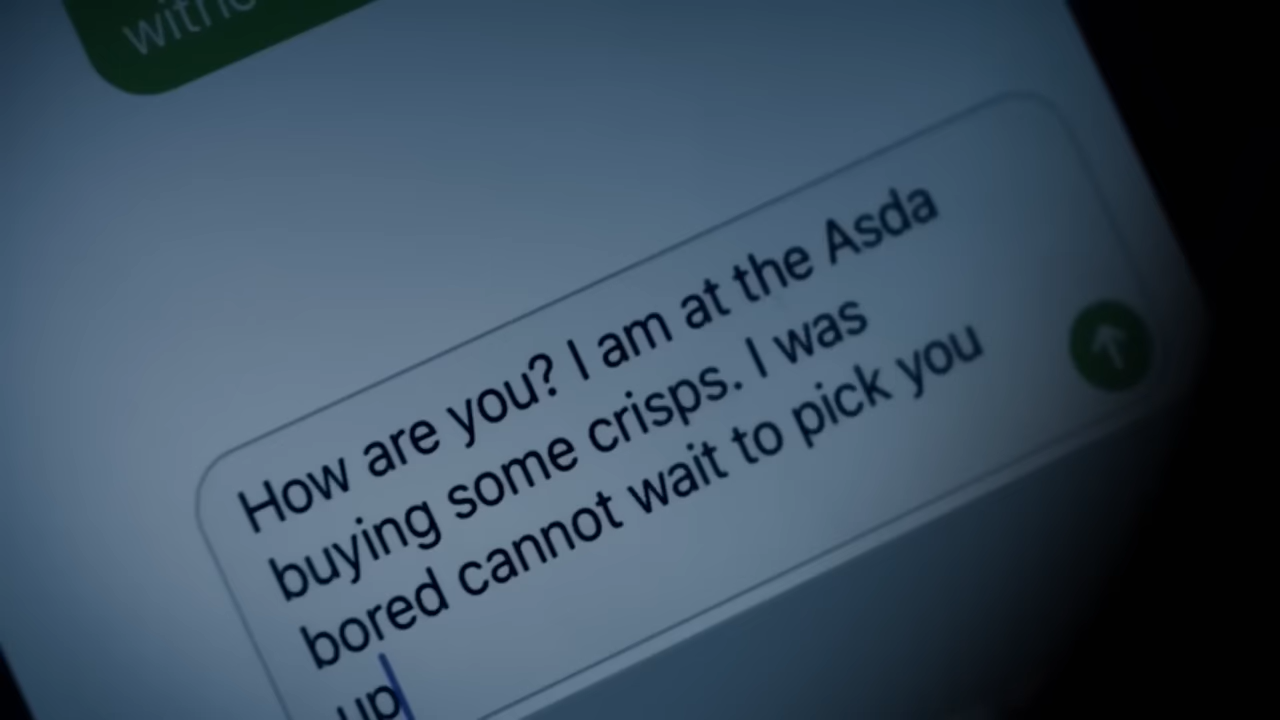 How are you? I am at the Asda
buying some crisps. I was
bored cannot wait to pick you
up